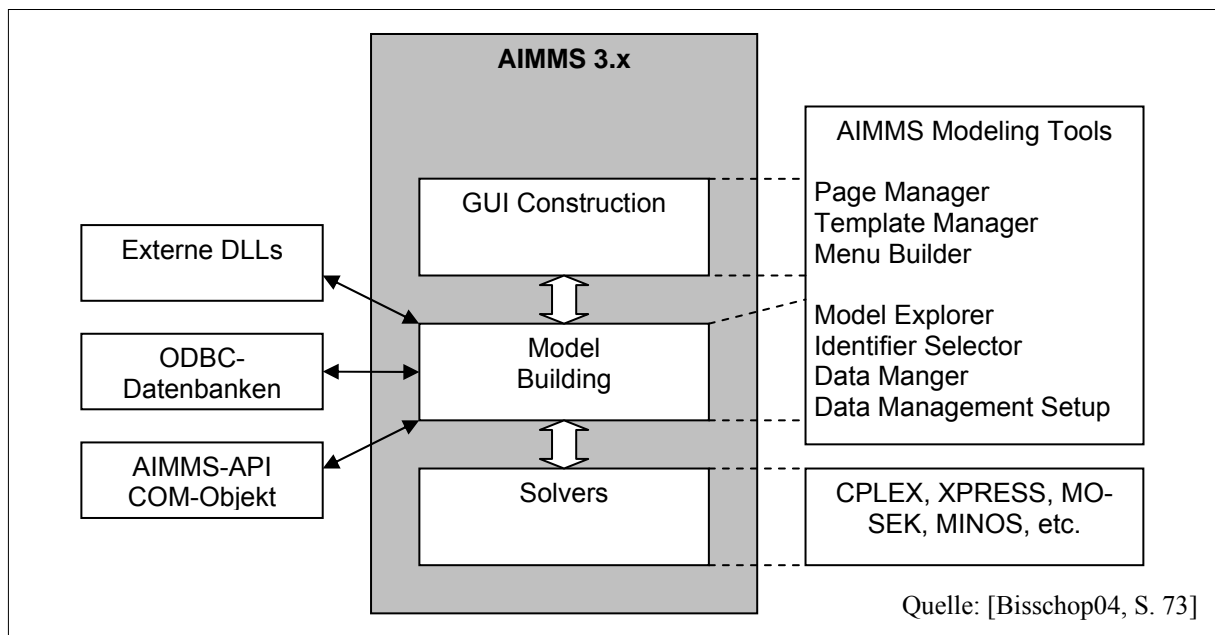 AIMMS 3.x
GUI Construction
Model
Building
Solvers
Externe DLLs
ODBC-
Datenbanken
AIMMS-API
COM-Objekt
AIMMS Modeling Tools
Page Manager
Template Manager
Menu Builder
Model Explorer
Identifier Selector
Data Manger
Data Management Setup
CPLEX, XPRESS, MO-
SEK, MINOS, etc.
Quelle: [Bisschop04, S. 73]